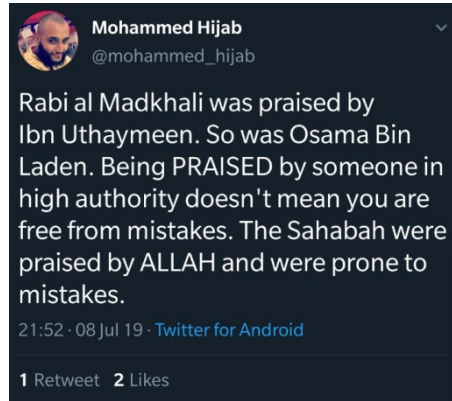 Mohammed Hijab
@mohammed_hijab
Rabi al Madkhali was praised by
Ibn Uthaymeen. So was Osama Bin
Laden. Being PRAISED by someone in
high authority doesn't mean you are
free from mistakes. The Sahabah were
praised by ALLAH and were prone to
mistakes.
21:52 · 08 Jul 19 · Twitter for Android
1 Retweet 2 Likes